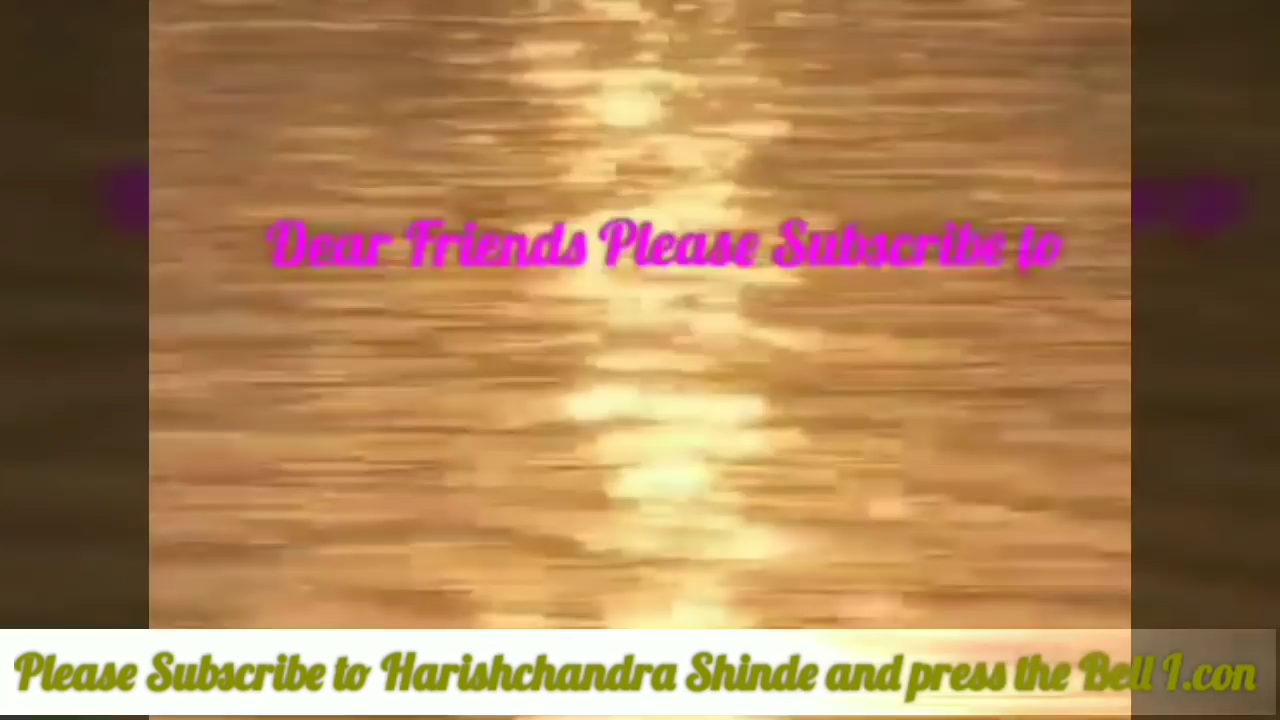 Dear Friends Please Subscribe to
Please Subscribe to Harishchandra Shinde and press the Bell I.con